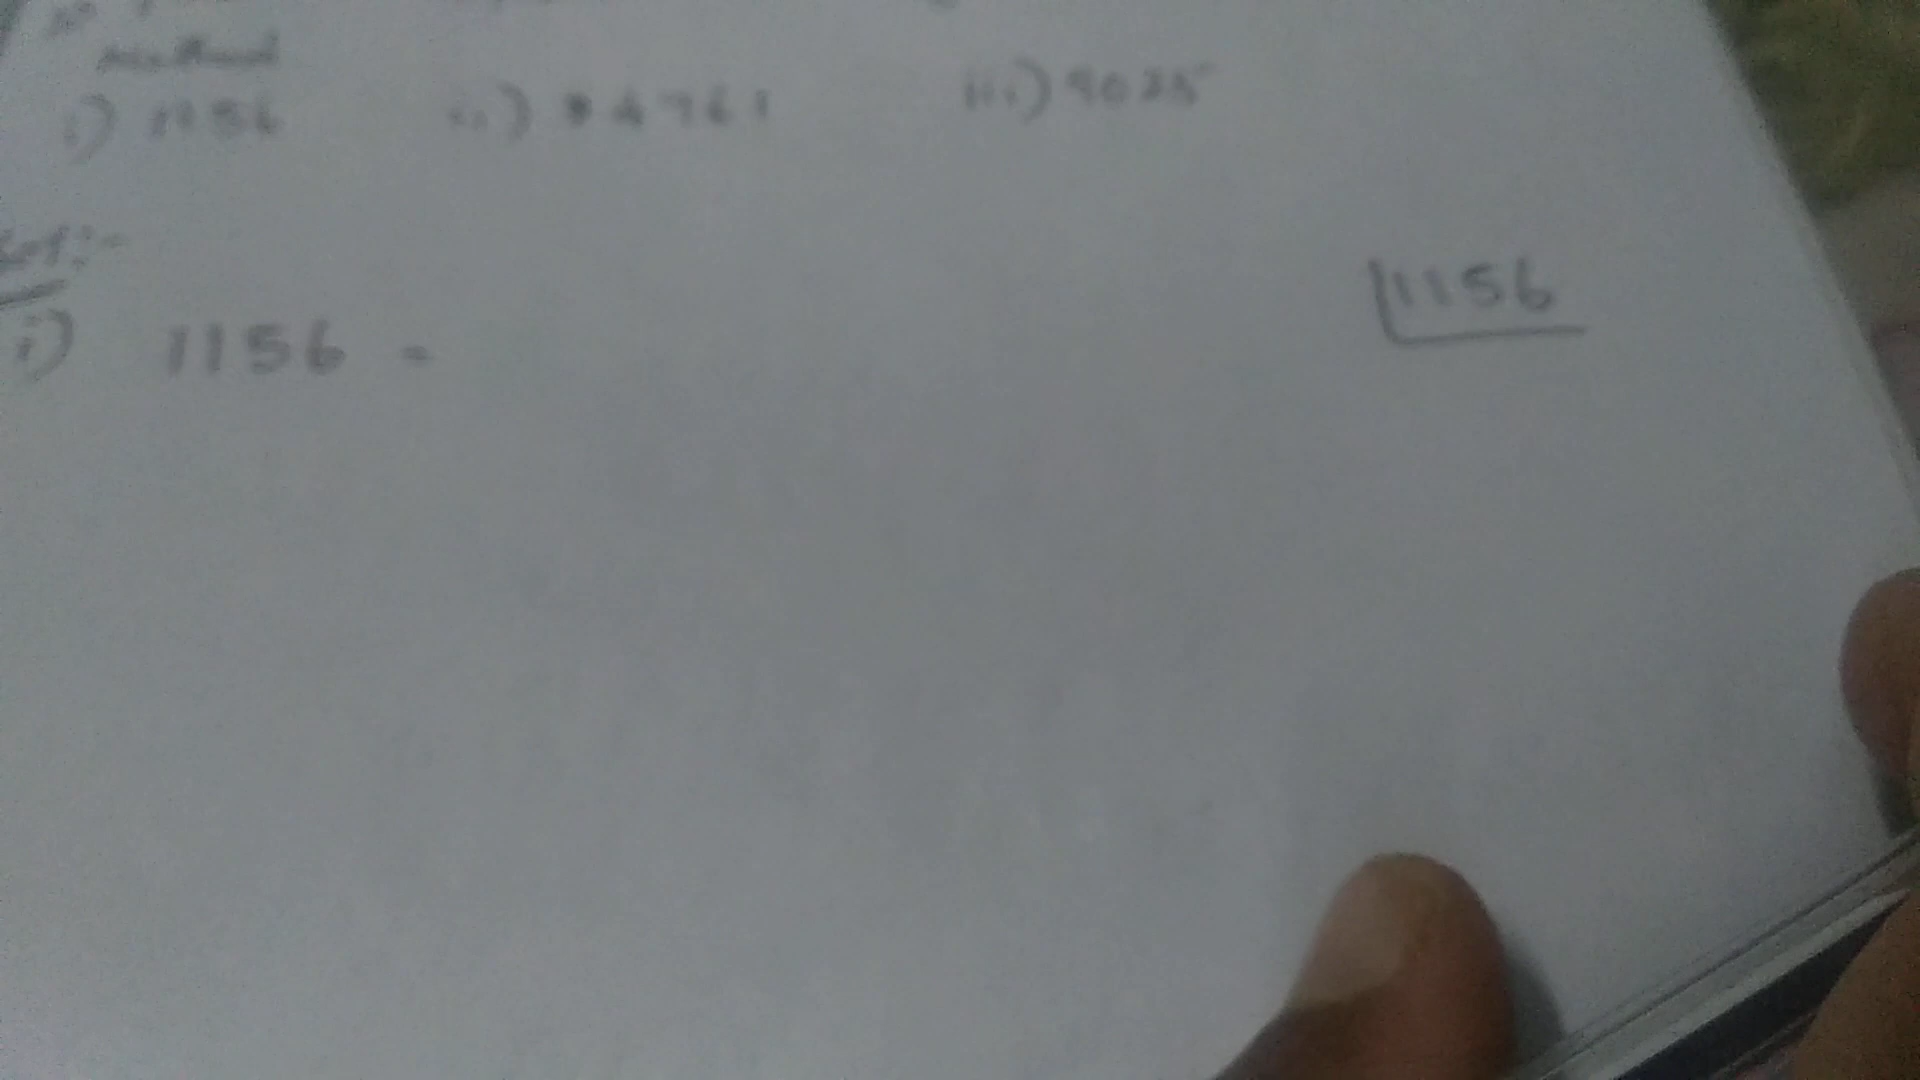 Method
i) 1156 ii) 4761 iii) 9025
Sol:-
i) 1156 =
1156